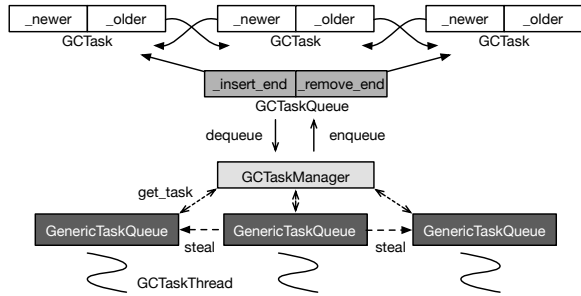 _newer _older _newer _older _newer _older
GCTask GCTask GCTask
_insert_end _remove_end
GCTaskQueue
dequeue enqueue
GCTaskManager
get_task
GenericTaskQueue GenericTaskQueue GenericTaskQueue
steal steal
GCTaskThread